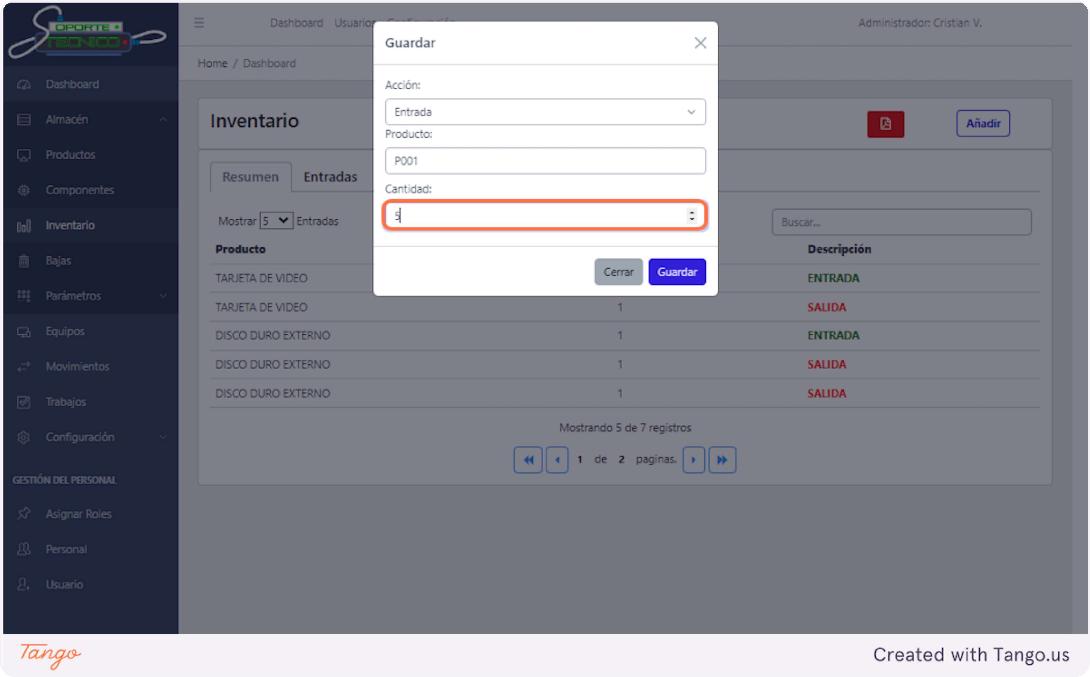 SOPORTE
TECNICO
Dashboard Usuarios Configuración
Administrador: Cristian V.
Home / Dashboard
Dashboard
Almacén
Productos
Componentes
Inventario
Bajas
Parámetros
Equipos
Movimientos
Trabajos
Configuración
GESTIÓN DEL PERSONAL
Asignar Roles
Personal
Usuario
Guardar
Acción:
Entrada
Producto:
P001
Cantidad:
5
Cerrar Guardar
Inventario
Añadir
Resumen Entradas
Mostrar 5 Entradas
Buscar...
Producto Descripción
TARJETA DE VIDEO ENTRADA
TARJETA DE VIDEO 1 SALIDA
DISCO DURO EXTERNO 1 ENTRADA
DISCO DURO EXTERNO 1 SALIDA
DISCO DURO EXTERNO 1 SALIDA
Mostrando 5 de 7 registros
1 de 2 paginas.
Tango
Created with Tango.us